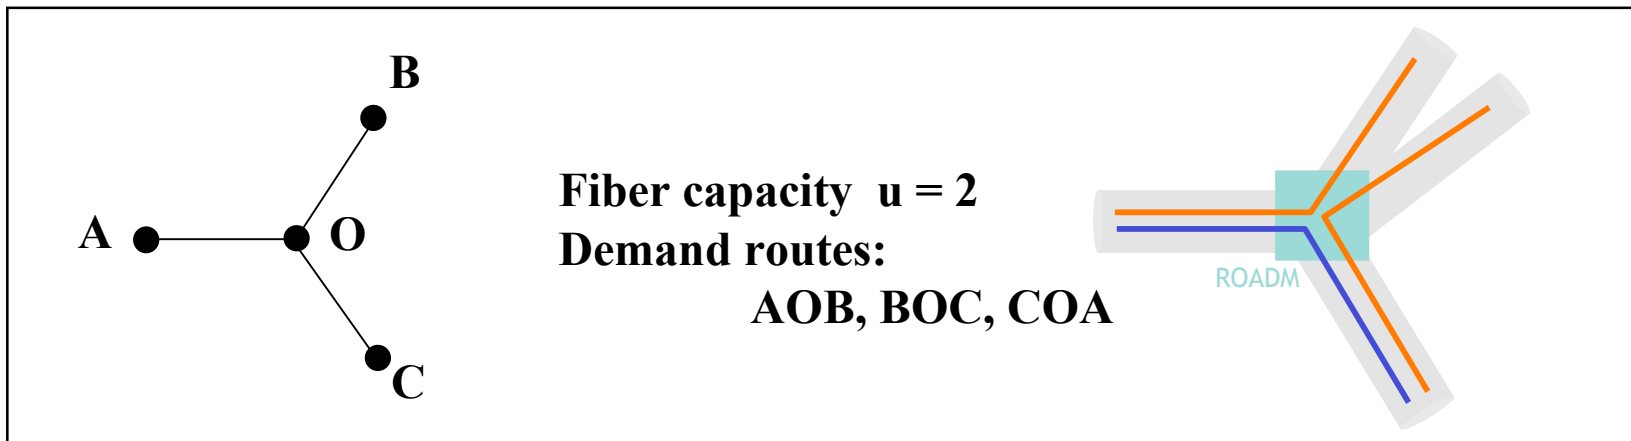 B
A
O
C
Fiber capacity u = 2
Demand routes:
AOB, BOC, COA
ROADM